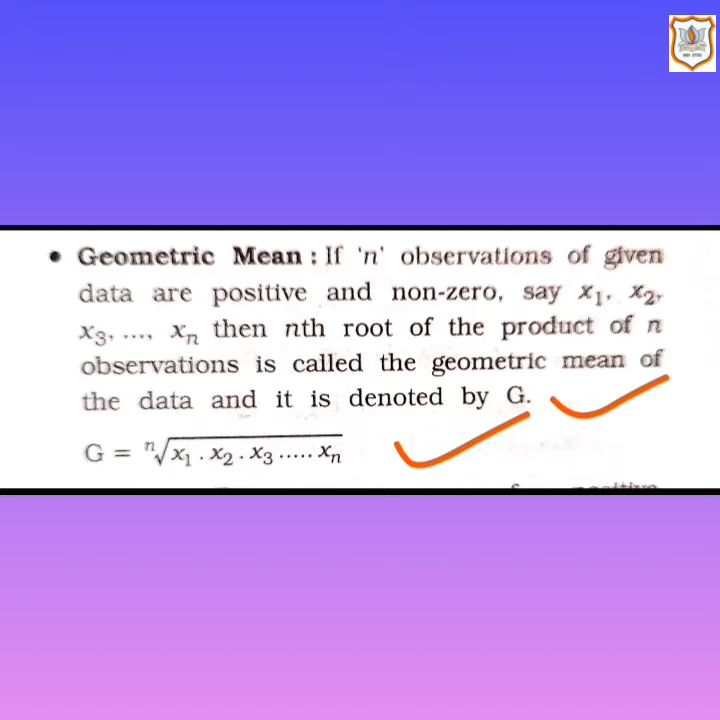 • Geometric Mean : If 'n' observations of given
data are positive and non-zero, say x₁, x₂,
x₃, ...., xₙ then nth root of the product of n
observations is called the geometric mean of
the data and it is denoted by G.
G = ⁿ√x₁ . x₂ . x₃ ..... xₙ